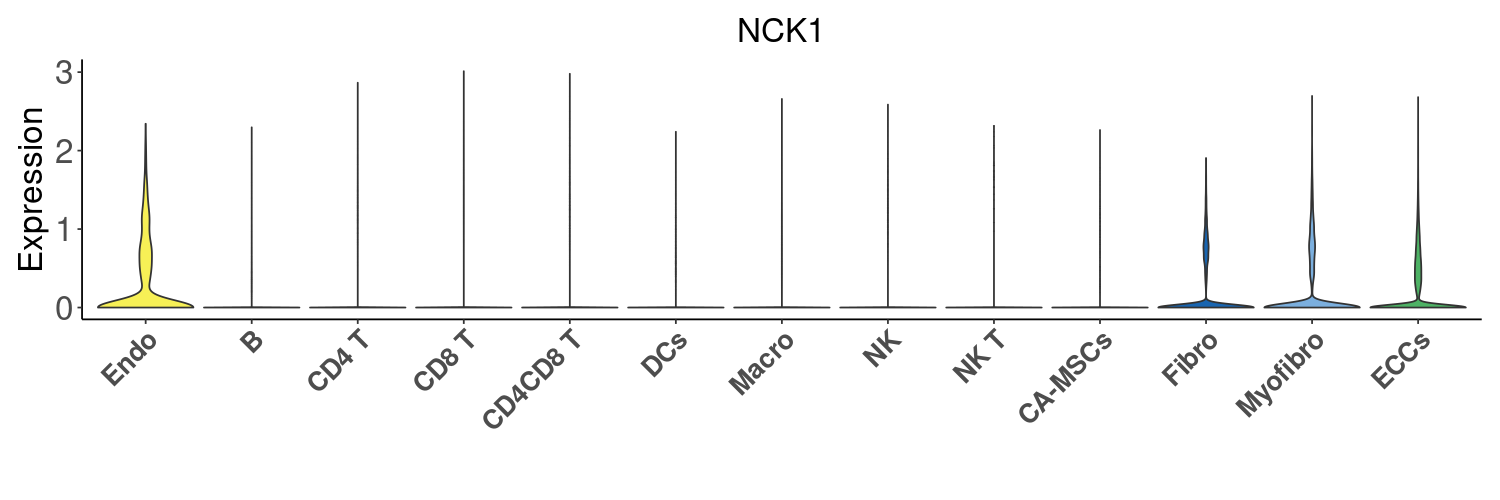 NCK1
Expression
3
2
1
0
Endo
B
CD4 T
CD8 T
CD4CD8 T
DCs
Macro
NK
NK T
CA-MSCs
Fibro
Myofibro
ECCs